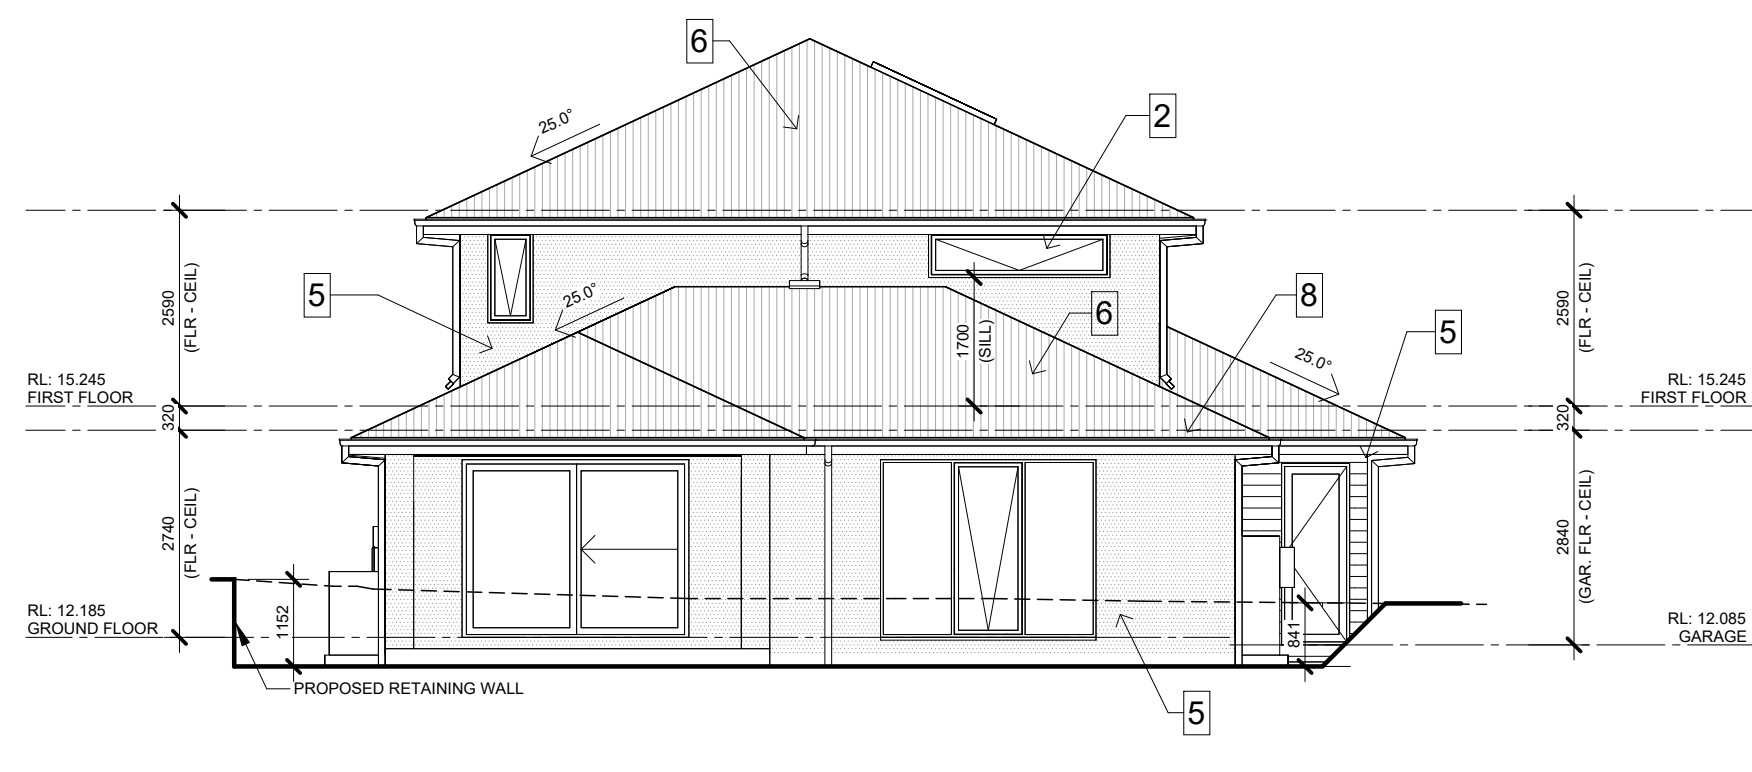 6
2
25.0°
5
25.0°
8
6
5
25.0°
2590
(FLR - CEIL)
1700
(SILL)
2590
(FLR - CEIL)
RL: 15.245
FIRST FLOOR
320
RL: 15.245
FIRST FLOOR
320
2740
(FLR - CEIL)
2840
(GAR. FLR - CEIL)
RL: 12.185
GROUND FLOOR
1152
841
RL: 12.085
GARAGE
PROPOSED RETAINING WALL
5